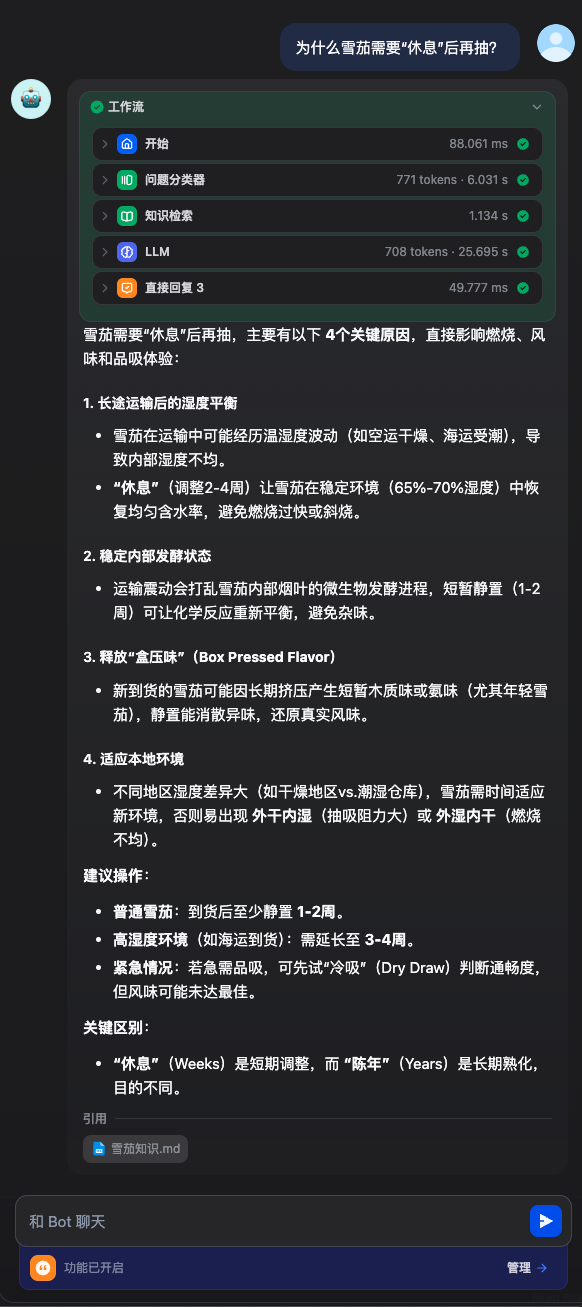 为什么雪茄需要“休息”后再抽？
工作流
开始 88.061 ms
问题分类器 771 tokens · 6.031 s
知识检索 1.134 s
LLM 708 tokens · 25.695 s
直接回复 3 49.777 ms
雪茄需要“休息”后再抽，主要有以下 4个关键原因，直接影响燃烧、风
味和品吸体验：
1. 长途运输后的湿度平衡
• 雪茄在运输中可能经历温湿度波动（如空运干燥、海运受潮），导
致内部湿度不均。
• “休息”（调整2-4周）让雪茄在稳定环境（65%-70%湿度）中恢
复均匀含水率，避免燃烧过快或斜烧。
2. 稳定内部发酵状态
• 运输震动会打乱雪茄内部烟叶的微生物发酵进程，短暂静置（1-2
周）可让化学反应重新平衡，避免杂味。
3. 释放“盒压味”（Box Pressed Flavor）
• 新到货的雪茄可能因长期挤压产生短暂木质味或氨味（尤其年轻雪
茄），静置能消散异味，还原真实风味。
4. 适应本地环境
• 不同地区湿度差异大（如干燥地区vs.潮湿仓库），雪茄需时间适应
新环境，否则易出现 外干内湿（抽吸阻力大）或 外湿内干（燃烧
不均）。
建议操作：
• 普通雪茄：到货后至少静置 1-2周。
• 高湿度环境（如海运到货）：需延长至 3-4周。
• 紧急情况：若急需品吸，可先试“冷吸”（Dry Draw）判断通畅度，
但风味可能未达最佳。
关键区别：
• “休息”（Weeks）是短期调整，而 “陈年”（Years）是长期熟化，
目的不同。
引用
雪茄知识.md
和 Bot 聊天
功能已开启 管理 →